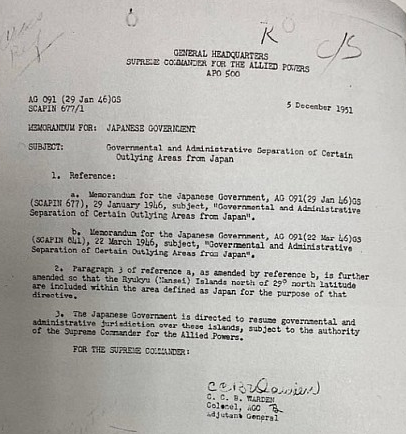 K
C/S
GENERAL HEADQUARTERS
SUPREME COMMANDER FOR THE ALLIED POWERS
APO 500
AG 091 (29 Jan 46)GS
SCAPIN 677/1
5 December 1951
MEMORANDUM FOR: JAPANESE GOVERNMENT
SUBJECT: Governmental and Administrative Separation of Certain
Outlying Areas from Japan
1. Reference:
a. Memorandum for the Japanese Government, AG 091(29 Jan 46)GS
(SCAPIN 677), 29 January 1946, subject, "Governmental and Administrative
Separation of Certain Outlying Areas from Japan".
b. Memorandum for the Japanese Government, AG 091(22 Mar 46)GS
(SCAPIN 841), 22 March 1946, subject, "Governmental and Administrative
Separation of Certain Outlying Areas from Japan".
2. Paragraph 3 of reference a, as amended by reference b, is further
amended so that the Ryukyu (Nansei) Islands north of 29° north latitude
are included within the area defined as Japan for the purpose of that
directive.
3. The Japanese Government is directed to resume governmental and
administrative jurisdiction over these islands, subject to the authority
of the Supreme Commander for the Allied Powers.
FOR THE SUPREME COMMANDER:
C. C. B. WARDEN
Colonel, AGC
Adjutant General